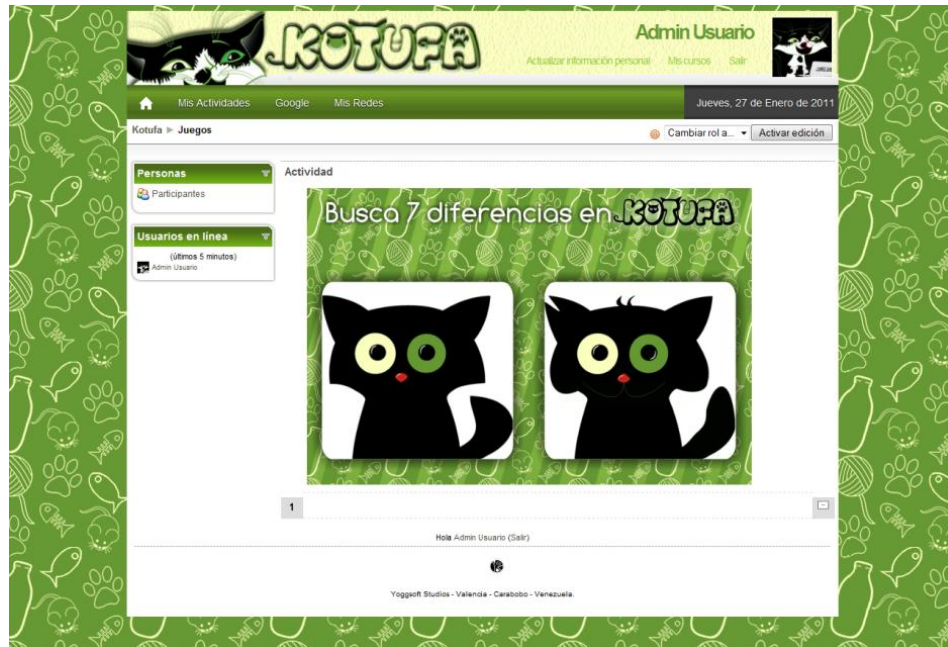 KOTUFA
Admin Usuario
Actualizar información personal Mis cursos Salir
Mis Actividades Google Mis Redes
Jueves, 27 de Enero de 2011
Kotufa ► Juegos
Cambiar rol a... Activar edición
Personas
Participantes
Usuarios en línea
(últimos 5 minutos)
Admin Usuario
Actividad
Busca 7 diferencias en KOTUFA
1
Hola Admin Usuario (Salir)
Yoggsoft Studios - Valencia - Carabobo - Venezuela.